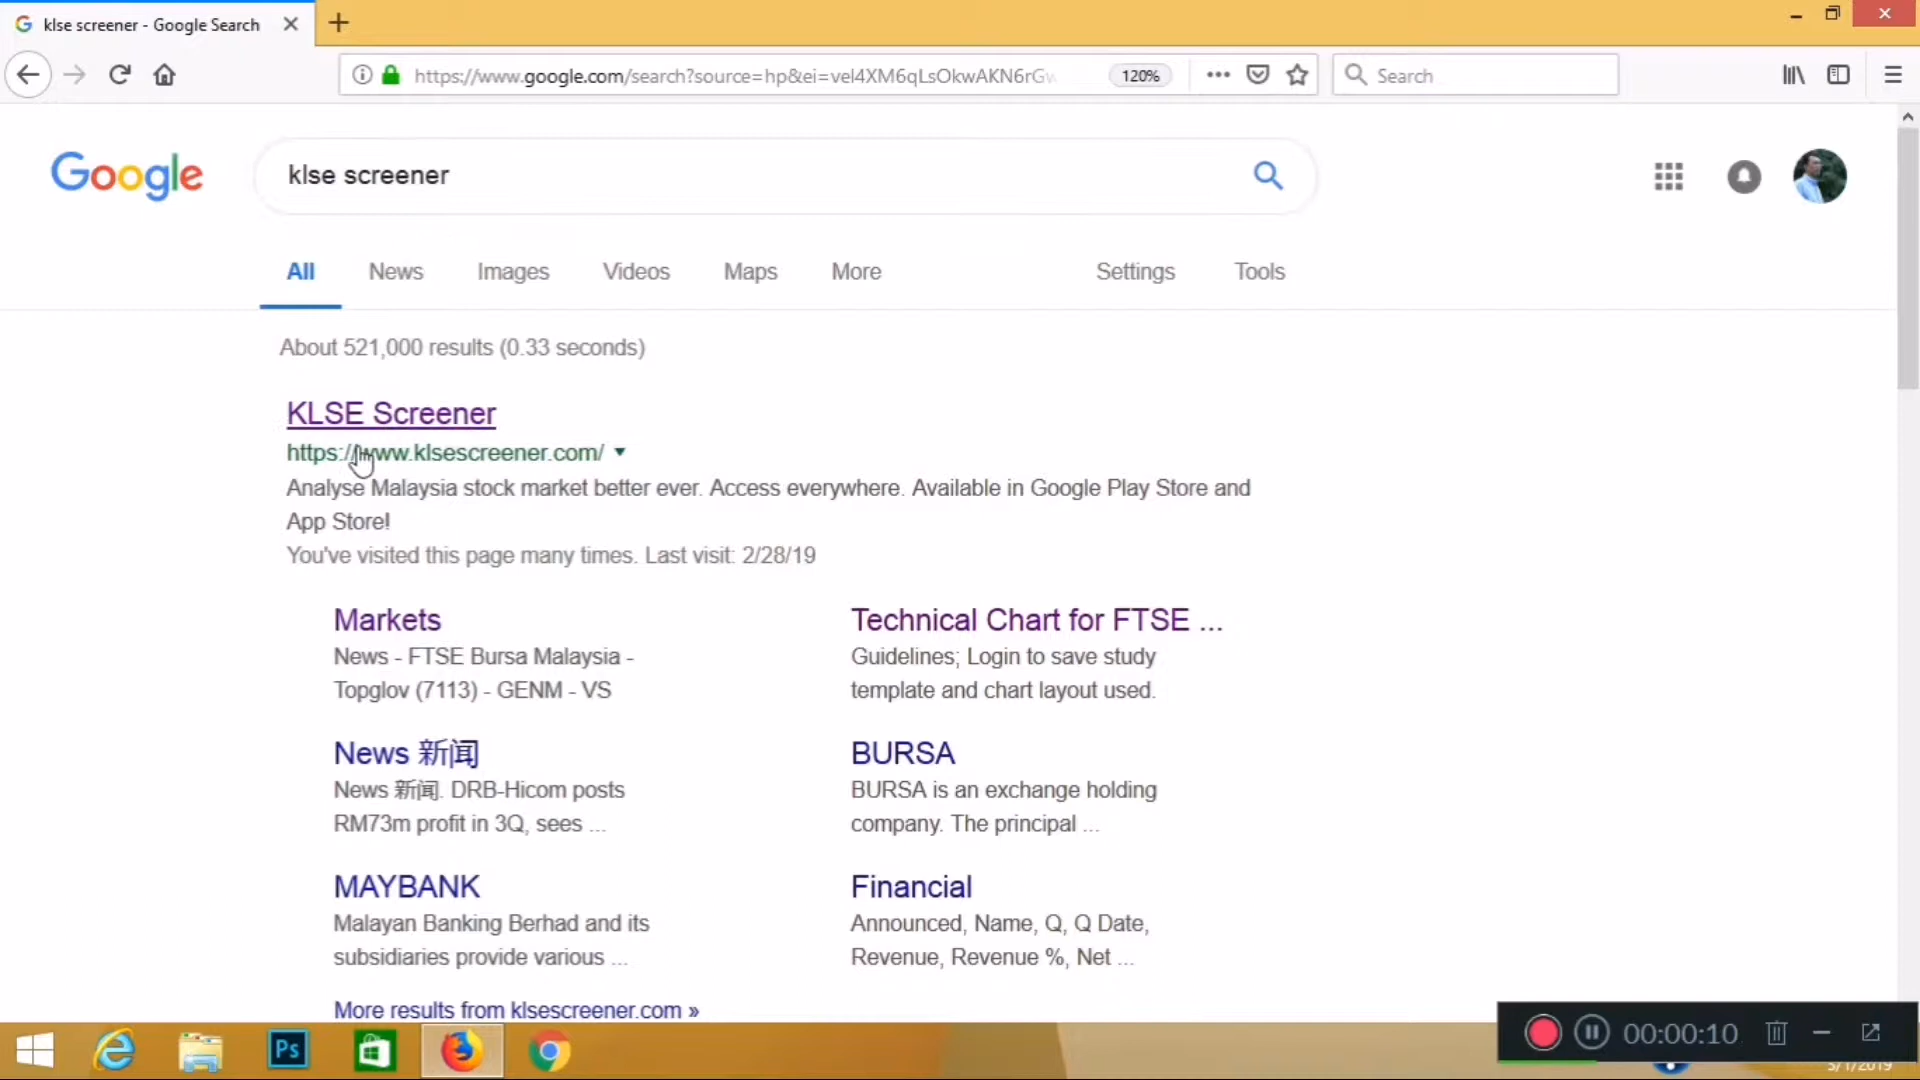 klse screener - Google Search
https://www.google.com/search?source=hp&ei=vel4XM6qLsOkwAKN6rGw
120%
Search
Google
klse screener
All News Images Videos Maps More Settings Tools
About 521,000 results (0.33 seconds)
KLSE Screener
https://www.klsescreener.com/
Analyse Malaysia stock market better ever. Access everywhere. Available in Google Play Store and
App Store!
You've visited this page many times. Last visit: 2/28/19
Markets
News - FTSE Bursa Malaysia -
Topglov (7113) - GENM - VS
Technical Chart for FTSE ...
Guidelines; Login to save study
template and chart layout used.
News 新闻
News 新闻. DRB-Hicom posts
RM73m profit in 3Q, sees ...
BURSA
BURSA is an exchange holding
company. The principal ...
MAYBANK
Malayan Banking Berhad and its
subsidiaries provide various ...
Financial
Announced, Name, Q, Q Date,
Revenue, Revenue %, Net ...
More results from klsescreener.com »
Ps
00:00:10